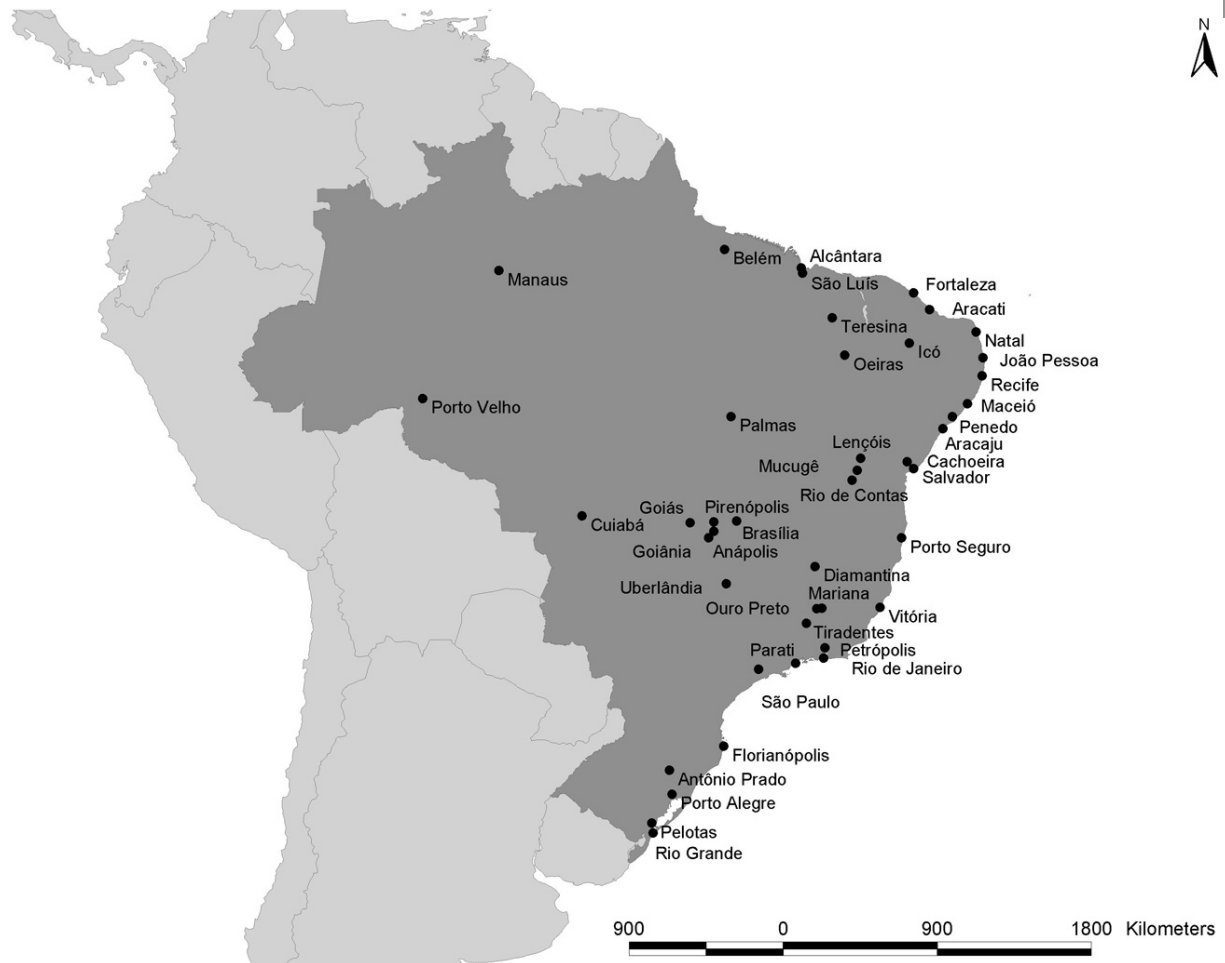 N
Belém
Alcântara
São Luís
Manaus
Fortaleza
Aracati
Teresina
Natal
Icó
Oeiras
João Pessoa
Recife
Porto Velho
Maceió
Palmas
Penedo
Aracaju
Lençóis
Cachoeira
Mucugê
Salvador
Rio de Contas
Goiás
Pirenópolis
Cuiabá
Brasília
Goiânia
Anápolis
Porto Seguro
Diamantina
Uberlândia
Mariana
Ouro Preto
Vitória
Tiradentes
Parati
Petrópolis
Rio de Janeiro
São Paulo
Florianópolis
Antônio Prado
Porto Alegre
Pelotas
Rio Grande
900 0 900 1800 Kilometers